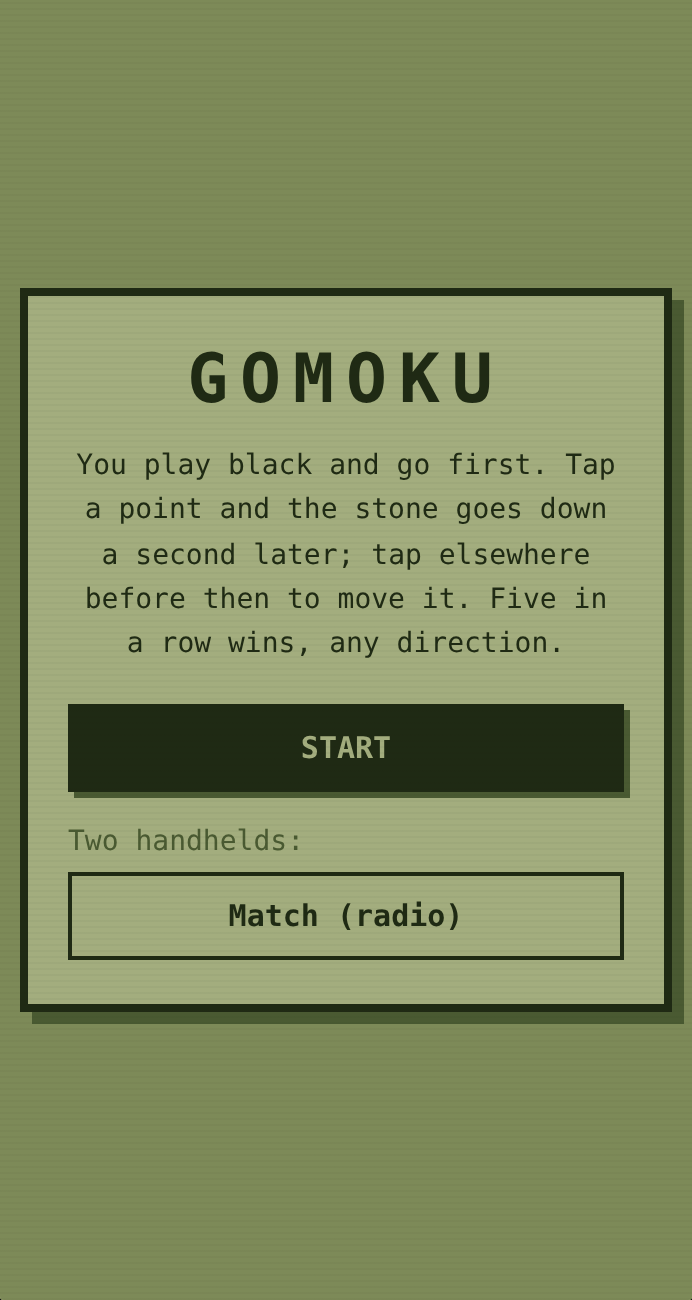 GOMOKU
You play black and go first. Tap
a point and the stone goes down
a second later; tap elsewhere
before then to move it. Five in
a row wins, any direction.
START
Two handhelds:
Match (radio)